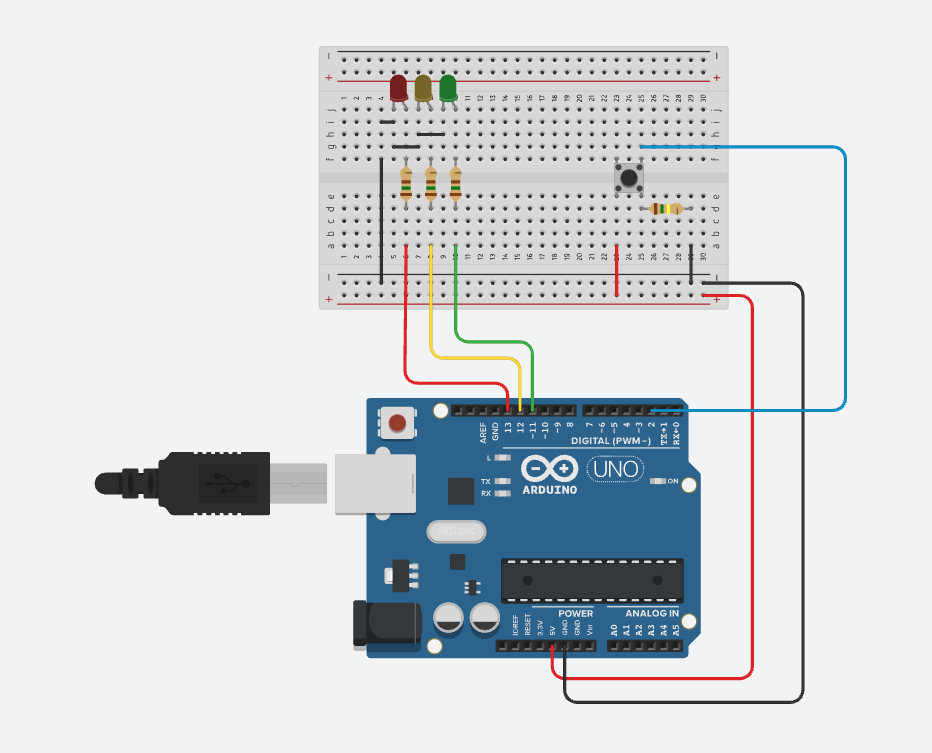 − −
+ +
1 2 3 4 5 6 7 8 9 10 11 12 13 14 15 16 17 18 19 20 21 22 23 24 25 26 27 28 29 30
j j
i i
h h
g g
f f
e e
d d
c c
b b
a a
1 2 3 4 5 6 7 8 9 10 11 12 13 14 15 16 17 18 19 20 21 22 23 24 25 26 27 28 29 30
− −
+ +
AREF GND 13 12 ~11 ~10 ~9 8 7 ~6 ~5 4 ~3 2 TX→1 RX←0
DIGITAL (PWM~)
L
TX
RX
ARDUINO
UNO
ON
POWER
ANALOG IN
IOREF RESET 3.3V 5V GND GND Vin A0 A1 A2 A3 A4 A5